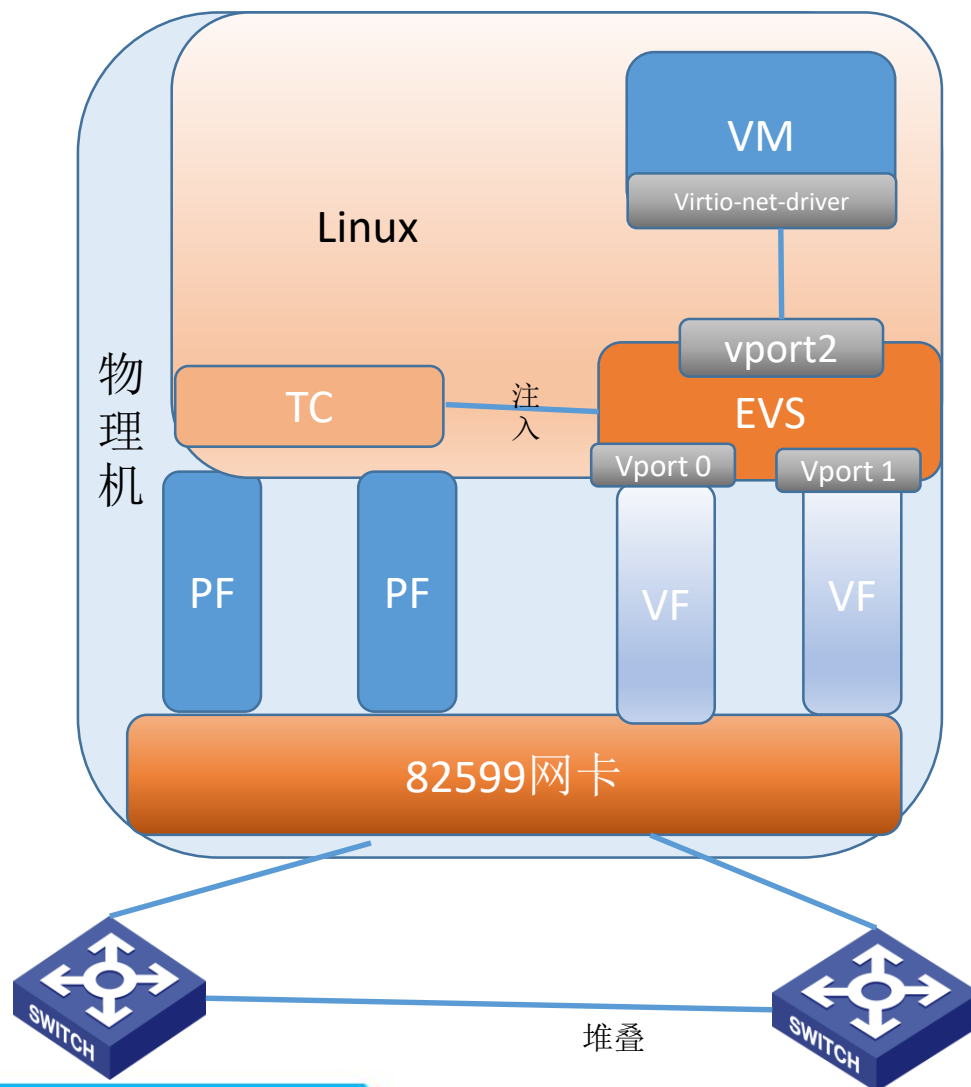 VM
Virtio-net-driver
Linux
vport2
物
理
机
TC
注
入
EVS
Vport 0
Vport 1
PF
PF
VF
VF
82599网卡
SWITCH
SWITCH
堆叠